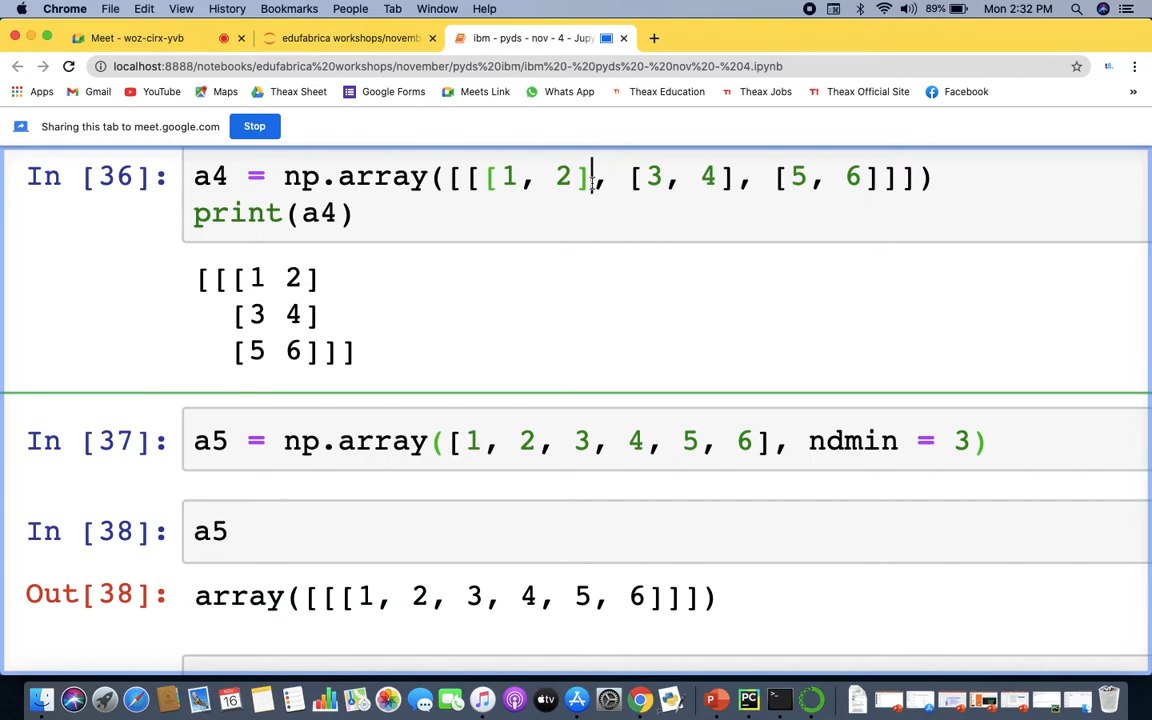 Chrome File Edit View History Bookmarks People Tab Window Help 89% Mon 2:32 PM
Meet - woz-cirx-yvb
edufabrica workshops/novemb
ibm - pyds - nov - 4 - Jupy
localhost:8888/notebooks/edufabrica%20workshops/november/pyds%20ibm/ibm%20-%20pyds%20-%20nov%20-%204.ipynb
Apps Gmail YouTube Maps Theax Sheet Google Forms Meets Link Whats App Theax Education Theax Jobs Theax Official Site Facebook »
Sharing this tab to meet.google.com Stop
In [36]: a4 = np.array([[[1, 2], [3, 4], [5, 6]]])
print(a4)
[[[1 2]
[3 4]
[5 6]]]
In [37]: a5 = np.array([1, 2, 3, 4, 5, 6], ndmin = 3)
In [38]: a5
Out[38]: array([[[1, 2, 3, 4, 5, 6]]])